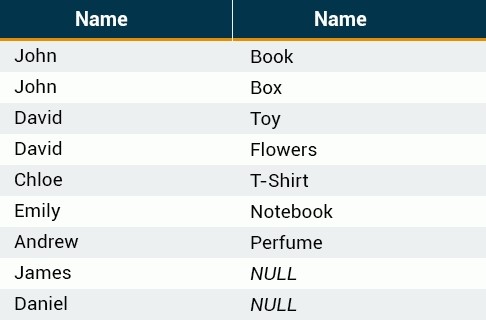 Name Name
John Book
John Box
David Toy
David Flowers
Chloe T-Shirt
Emily Notebook
Andrew Perfume
James NULL
Daniel NULL